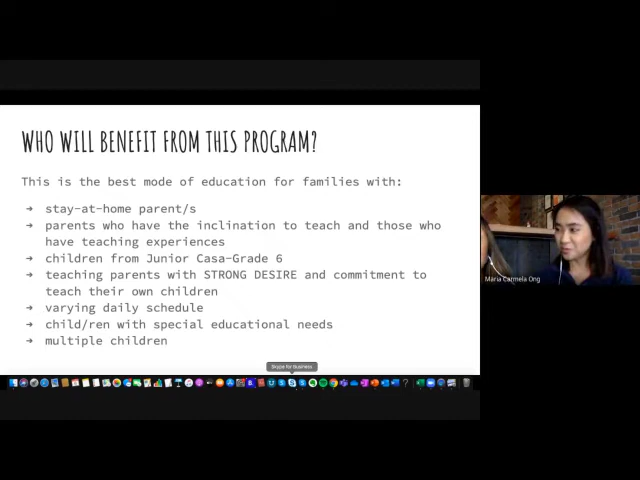 WHO WILL BENEFIT FROM THIS PROGRAM?
This is the best mode of education for families with:
➔ stay-at-home parent/s
➔ parents who have the inclination to teach and those who
have teaching experiences
➔ children from Junior Casa-Grade 6
➔ teaching parents with STRONG DESIRE and commitment to
teach their own children
➔ varying daily schedule
➔ child/ren with special educational needs
➔ multiple children
Skype for Business
Maria Carmela Ong